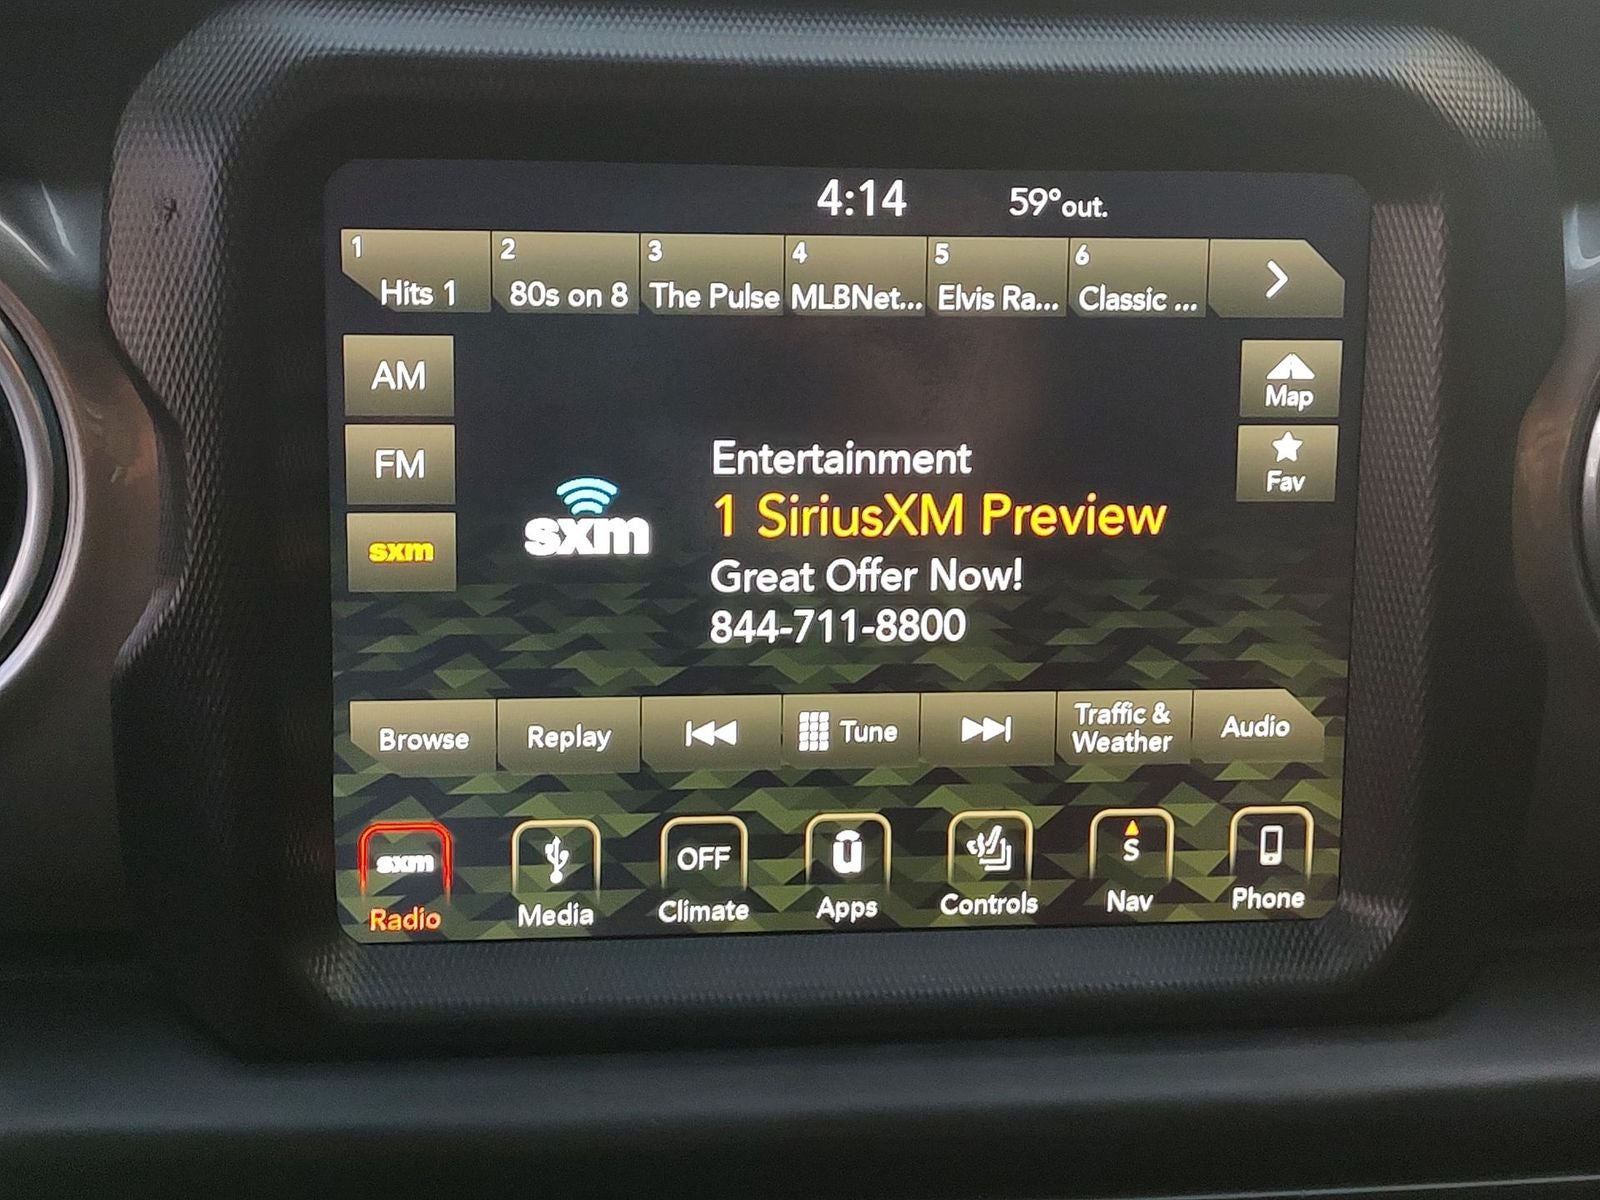 4:14 59°out.
1 2 3 4 5 6
Hits 1 80s on 8 The Pulse MLBNet... Elvis Ra... Classic ...
AM
Map
FM
Fav
sxm
sxm
Entertainment
1 SiriusXM Preview
Great Offer Now!
844-711-8800
Browse Replay Tune Traffic & Weather Audio
sxm OFF u S
Radio Media Climate Apps Controls Nav Phone